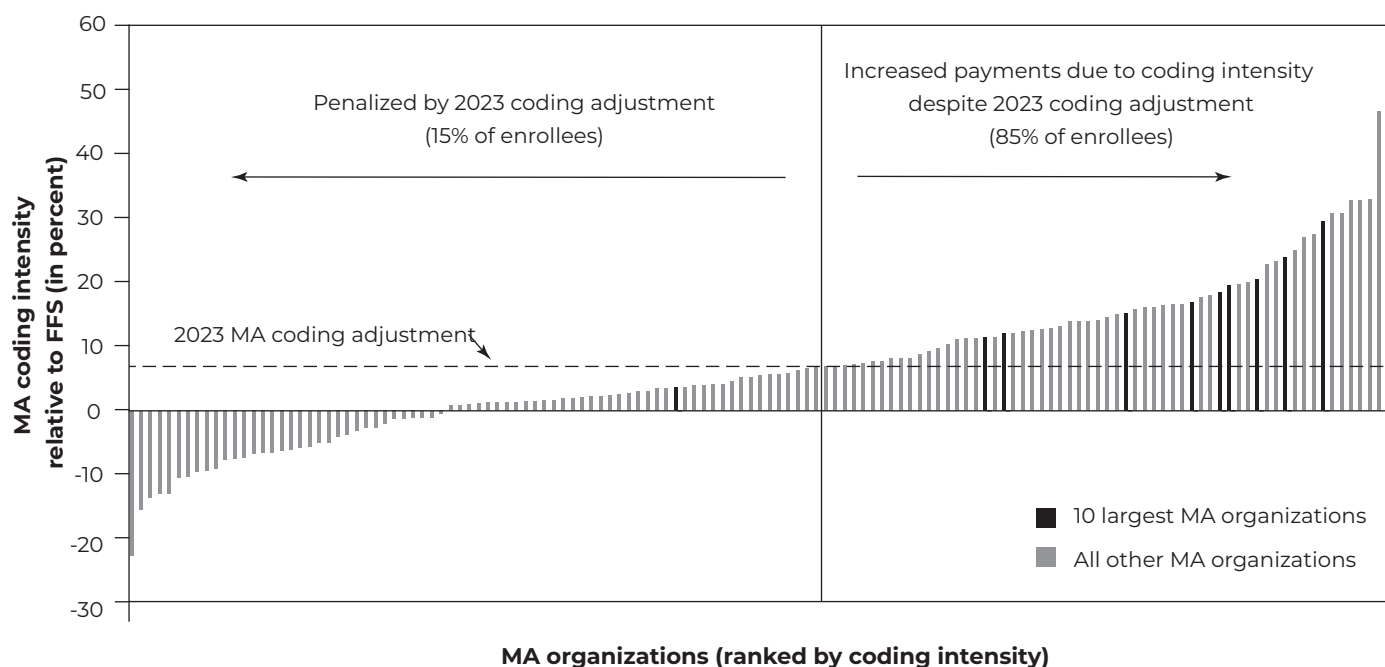 60
50
40
30
20
10
0
-10
-20
-30
MA coding intensity
relative to FFS (in percent)
Penalized by 2023 coding adjustment
(15% of enrollees)
Increased payments due to coding intensity
despite 2023 coding adjustment
(85% of enrollees)
2023 MA coding adjustment
10 largest MA organizations
All other MA organizations
MA organizations (ranked by coding intensity)